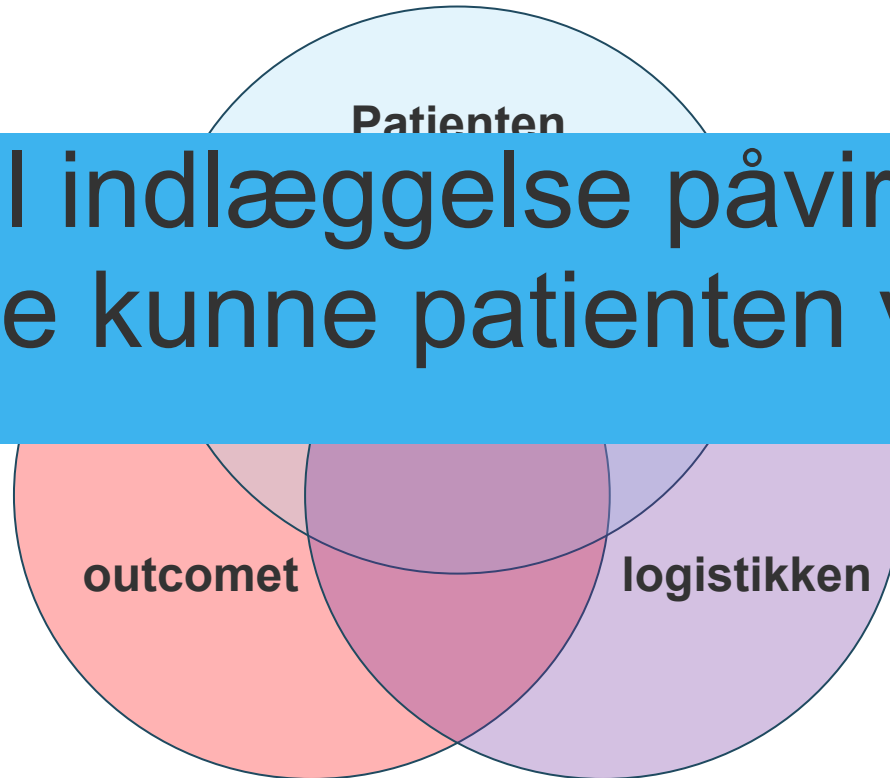 Patienten
l indlæggelse påvir
e kunne patienten
outcomet
logistikken